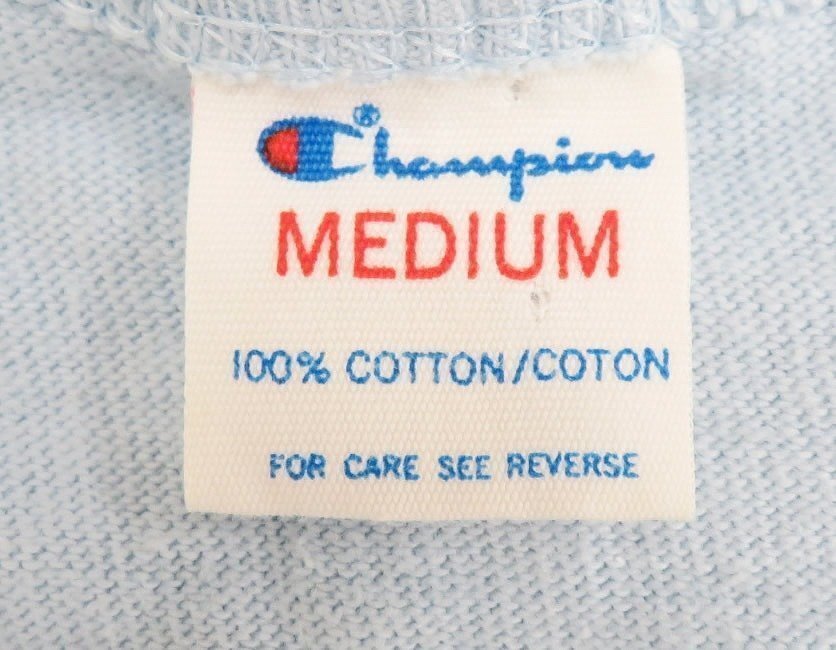 Champion®
MEDIUM
100% COTTON/COTON
FOR CARE SEE REVERSE